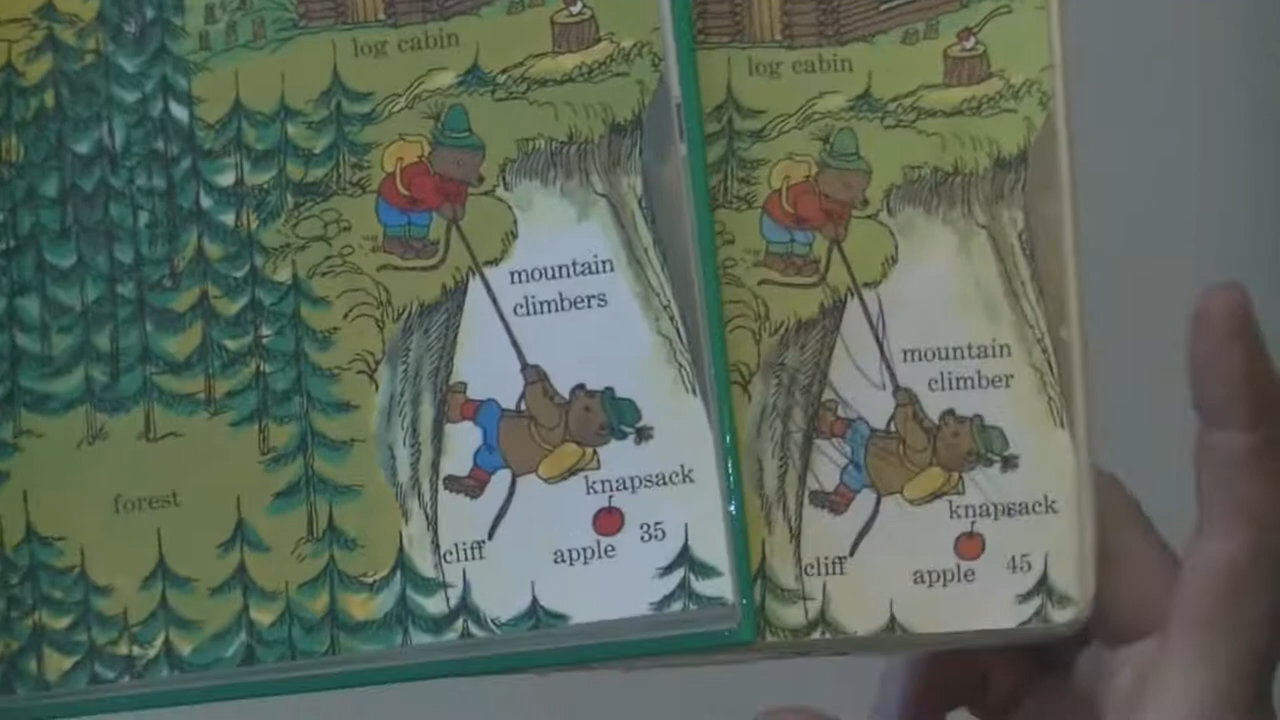 log cabin
mountain
climbers
forest
knapsack
35
cliff
apple
log cabin
mountain
climber
knapsack
45
cliff
apple